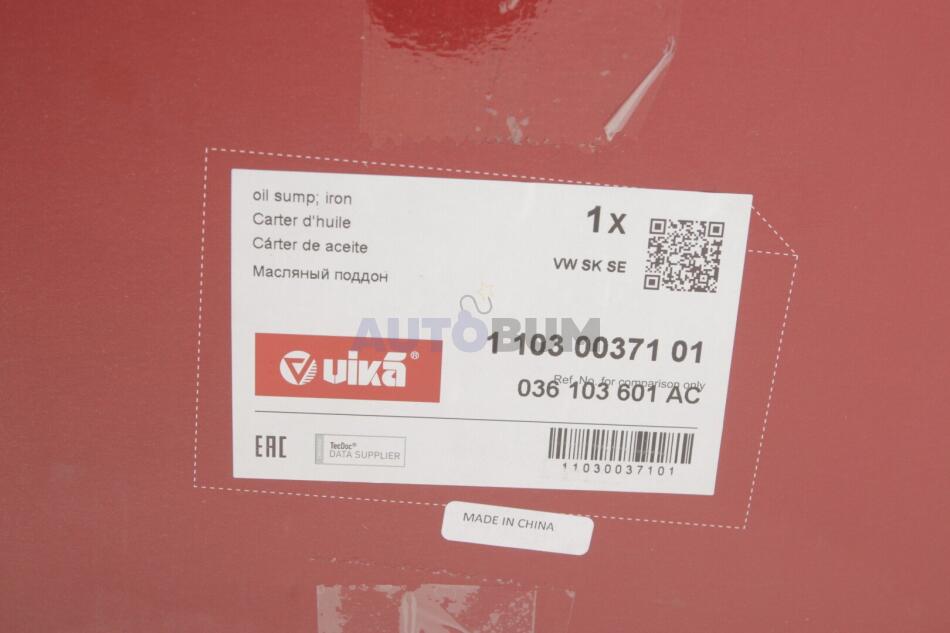 oil sump; iron
Carter d'huile
Cárter de aceite
Масляный поддон
1x
VW SK SE
AUTOBUM
1 103 00371 01
Ref. No. for comparison only
036 103 601 AC
vika®
EAC
TecDoc®
DATA SUPPLIER
11030037101
MADE IN CHINA